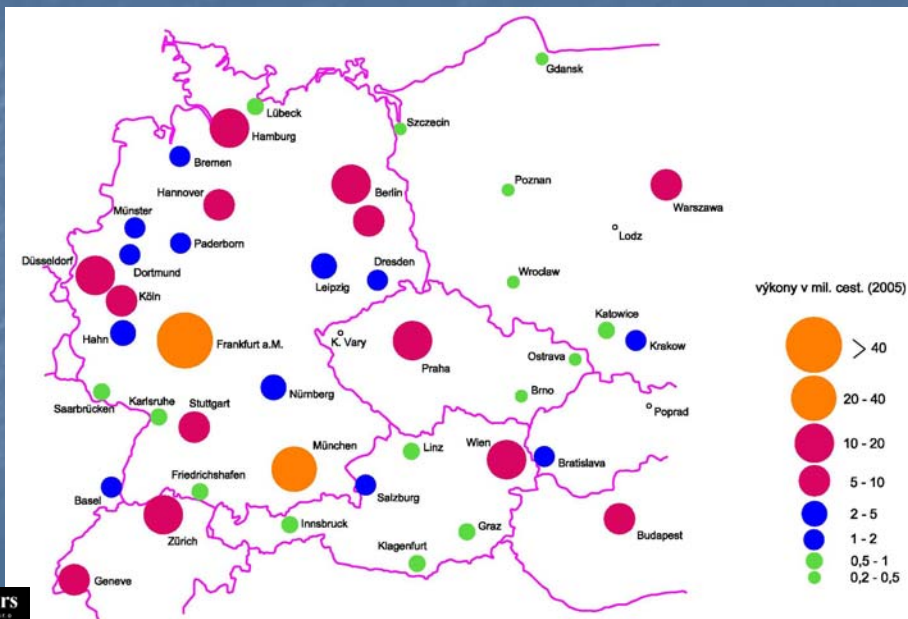 Gdansk
Lübeck
Szczecin
Hamburg
Bremen
Poznan
Hannover
Berlin
Warszawa
Münster
Lodz
Paderborn
Düsseldorf
Dortmund
Dresden
Wrocław
Leipzig
Köln
výkony v mil. cest. (2005)
Katowice
Hahn
Frankfurt a.M.
K. Vary
Krakow
> 40
Praha
Ostrava
Nürnberg
Brno
20 - 40
Saarbrücken
Karlsruhe
Stuttgart
Poprad
München
Linz
Wien
10 - 20
Bratislava
Friedrichshafen
5 - 10
Basel
Salzburg
2 - 5
Innsbruck
Graz
Zürich
Budapest
1 - 2
Klagenfurt
0,5 - 1
Geneve
0,2 - 0,5
rs